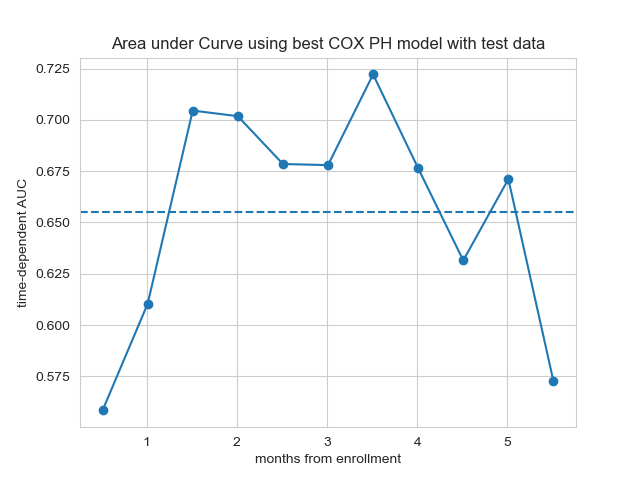 Area under Curve using best COX PH model with test data
0.725
0.700
0.675
0.650
0.625
0.600
0.575
time-dependent AUC
1 2 3 4 5
months from enrollment